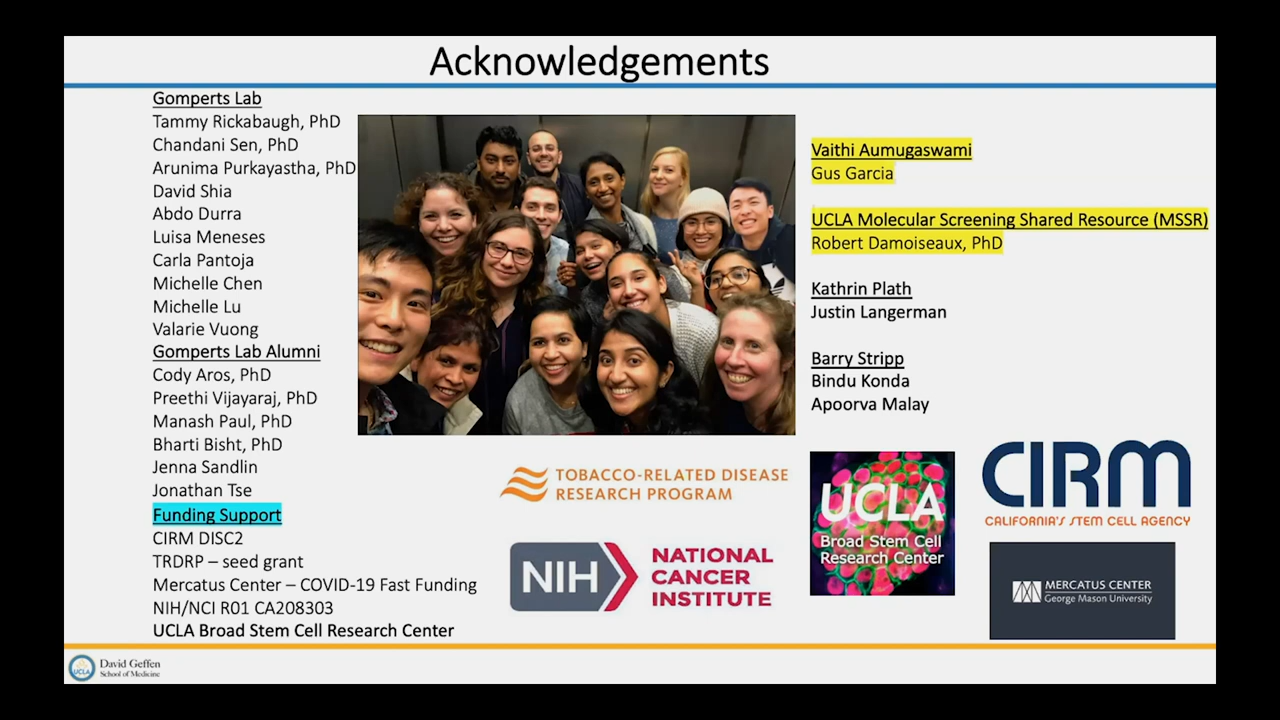 Acknowledgements
Gomperts Lab
Tammy Rickabaugh, PhD
Chandani Sen, PhD
Arunima Purkayastha, PhD
David Shia
Abdo Durra
Luisa Meneses
Carla Pantoja
Michelle Chen
Michelle Lu
Valarie Vuong
Gomperts Lab Alumni
Cody Aros, PhD
Preethi Vijayaraj, PhD
Manash Paul, PhD
Bharti Bisht, PhD
Jenna Sandlin
Jonathan Tse
Funding Support
CIRM DISC2
TRDRP – seed grant
Mercatus Center – COVID-19 Fast Funding
NIH/NCI R01 CA208303
UCLA Broad Stem Cell Research Center
Vaithi Aumugaswami
Gus Garcia
UCLA Molecular Screening Shared Resource (MSSR)
Robert Damoiseaux, PhD
Kathrin Plath
Justin Langerman
Barry Stripp
Bindu Konda
Apoorva Malay
TOBACCO-RELATED DISEASE
RESEARCH PROGRAM
NIH
NATIONAL
CANCER
INSTITUTE
UCLA
Broad Stem Cell
Research Center
CIRM
CALIFORNIA'S STEM CELL AGENCY
MERCATUS CENTER
George Mason University
UCLA
David Geffen
School of Medicine